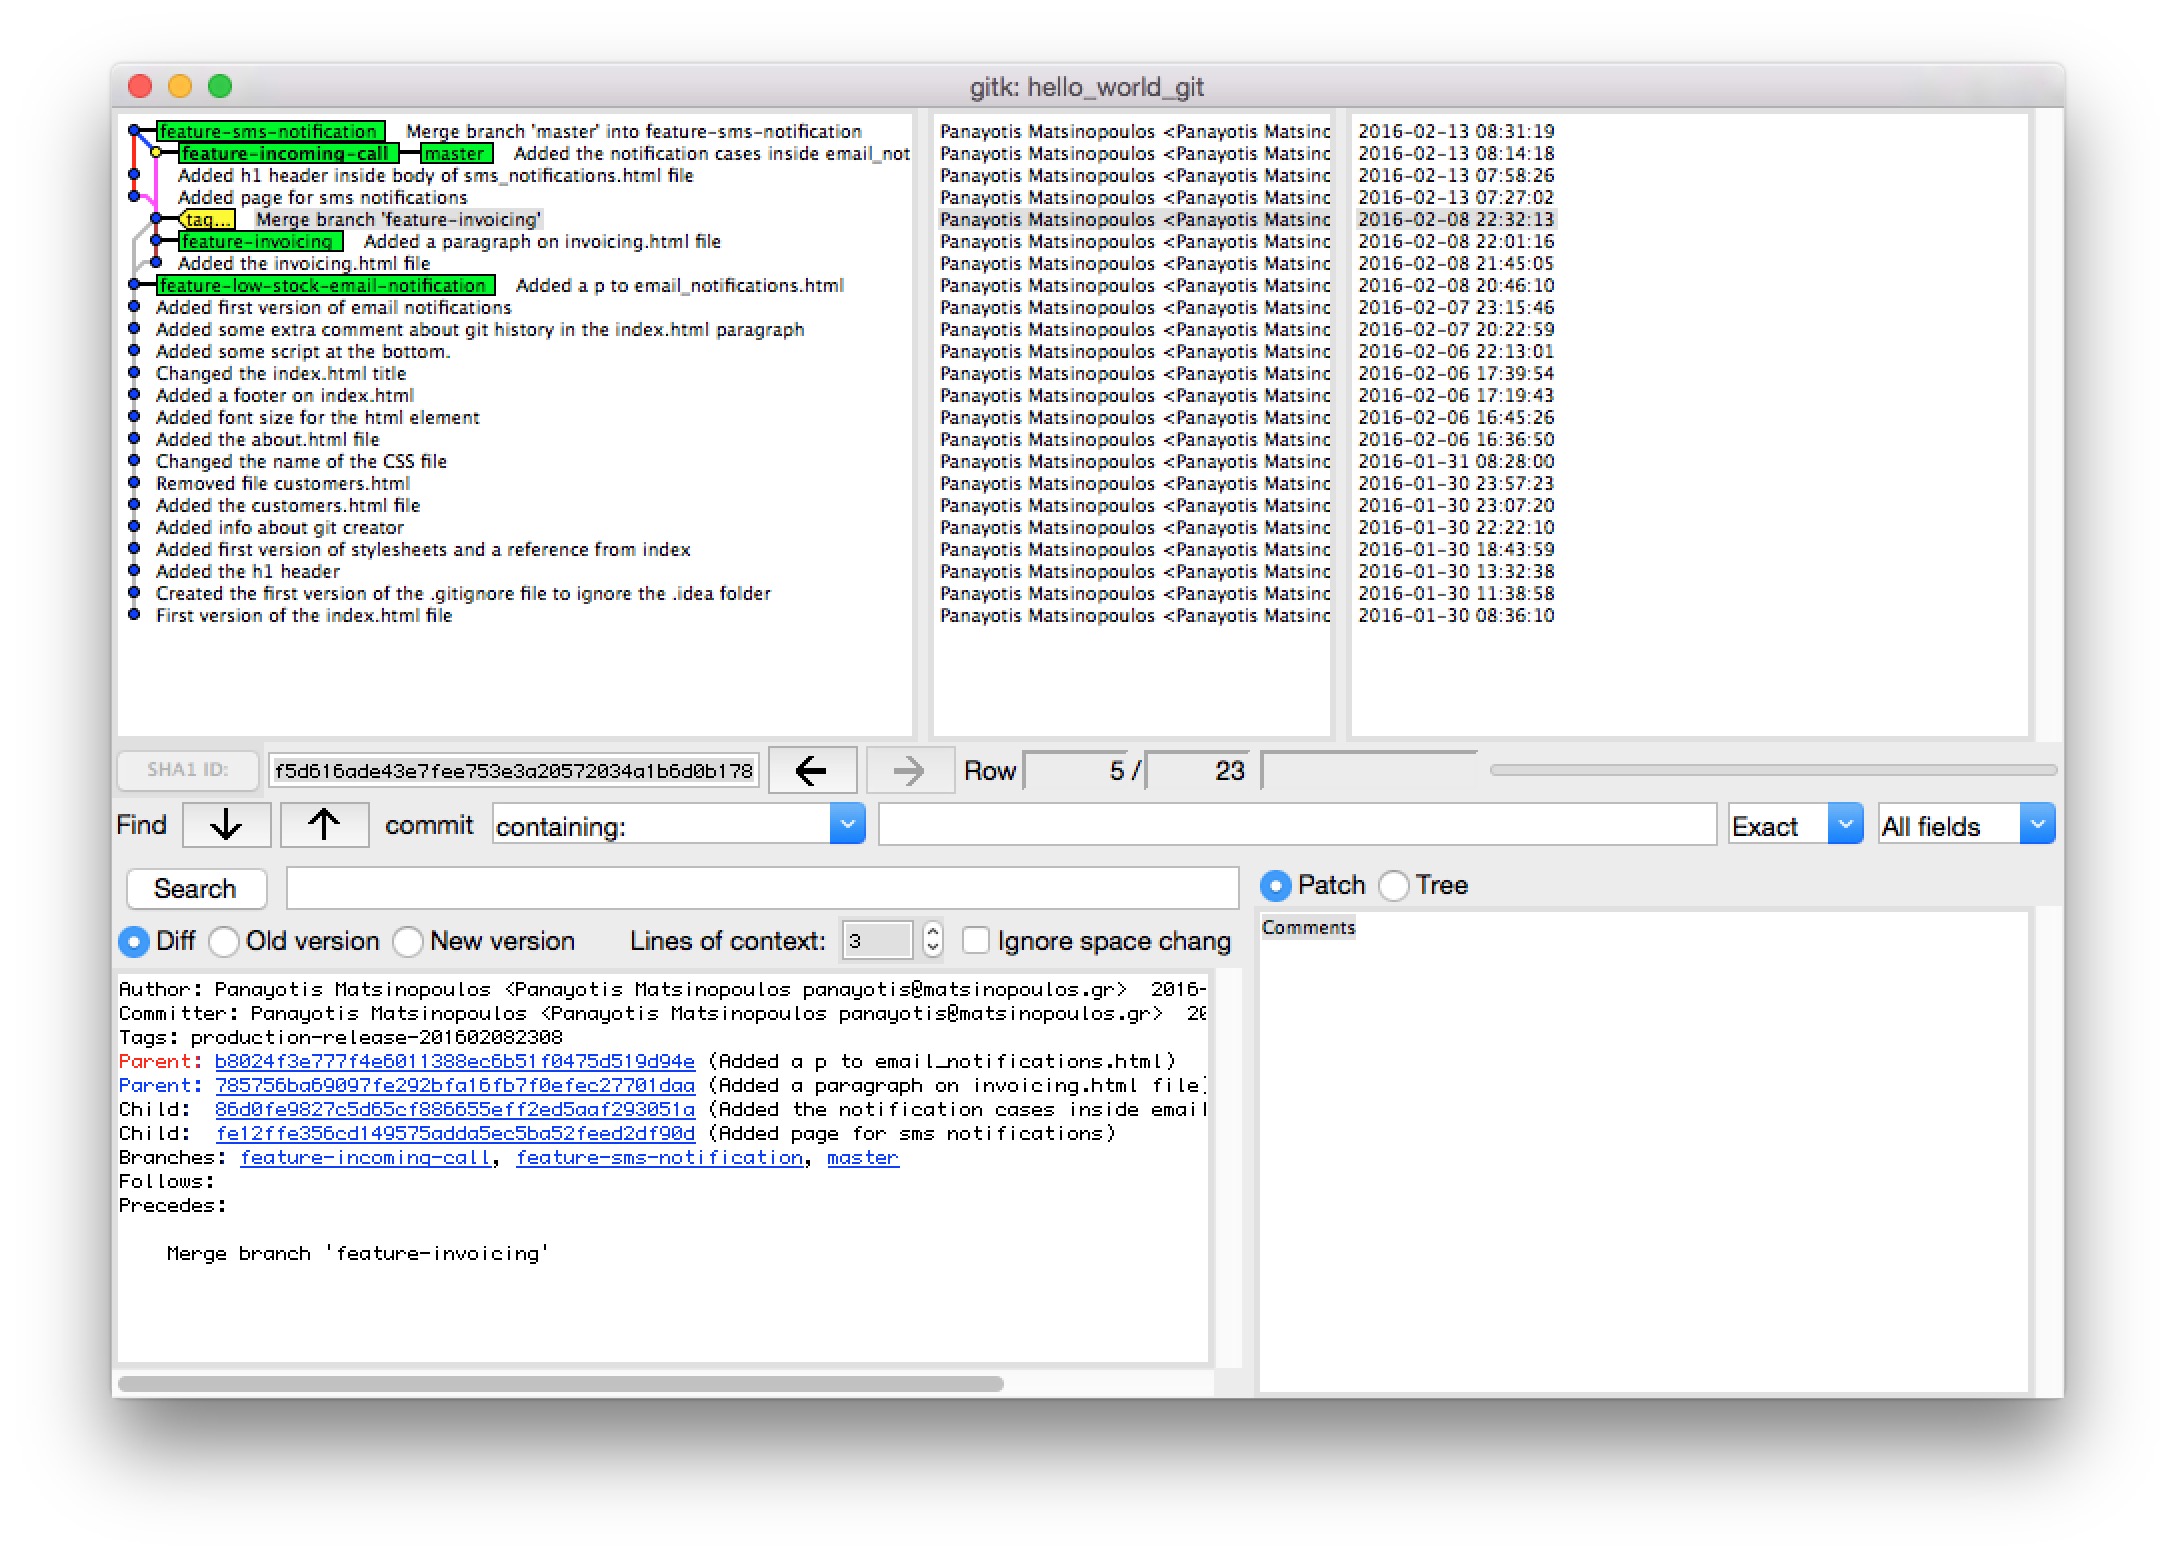 gitk: hello_world_git
feature-sms-notification Merge branch 'master' into feature-sms-notification Panayotis Matsinopoulos <Panayotis Matsinc 2016-02-13 08:31:19
feature-incoming-call master Added the notification cases inside email_not Panayotis Matsinopoulos <Panayotis Matsinc 2016-02-13 08:14:18
Added h1 header inside body of sms_notifications.html file Panayotis Matsinopoulos <Panayotis Matsinc 2016-02-13 07:58:26
Added page for sms notifications Panayotis Matsinopoulos <Panayotis Matsinc 2016-02-13 07:27:02
tag... Merge branch 'feature-invoicing' Panayotis Matsinopoulos <Panayotis Matsinc 2016-02-08 22:32:13
feature-invoicing Added a paragraph on invoicing.html file Panayotis Matsinopoulos <Panayotis Matsinc 2016-02-08 22:01:16
Added the invoicing.html file Panayotis Matsinopoulos <Panayotis Matsinc 2016-02-08 21:45:05
feature-low-stock-email-notification Added a p to email_notifications.html Panayotis Matsinopoulos <Panayotis Matsinc 2016-02-08 20:46:10
Added first version of email notifications Panayotis Matsinopoulos <Panayotis Matsinc 2016-02-07 23:15:46
Added some extra comment about git history in the index.html paragraph Panayotis Matsinopoulos <Panayotis Matsinc 2016-02-07 20:22:59
Added some script at the bottom. Panayotis Matsinopoulos <Panayotis Matsinc 2016-02-06 22:13:01
Changed the index.html title Panayotis Matsinopoulos <Panayotis Matsinc 2016-02-06 17:39:54
Added a footer on index.html Panayotis Matsinopoulos <Panayotis Matsinc 2016-02-06 17:19:43
Added font size for the html element Panayotis Matsinopoulos <Panayotis Matsinc 2016-02-06 16:45:26
Added the about.html file Panayotis Matsinopoulos <Panayotis Matsinc 2016-02-06 16:36:50
Changed the name of the CSS file Panayotis Matsinopoulos <Panayotis Matsinc 2016-01-31 08:28:00
Removed file customers.html Panayotis Matsinopoulos <Panayotis Matsinc 2016-01-30 23:57:23
Added the customers.html file Panayotis Matsinopoulos <Panayotis Matsinc 2016-01-30 23:07:20
Added info about git creator Panayotis Matsinopoulos <Panayotis Matsinc 2016-01-30 22:22:10
Added first version of stylesheets and a reference from index Panayotis Matsinopoulos <Panayotis Matsinc 2016-01-30 18:43:59
Added the h1 header Panayotis Matsinopoulos <Panayotis Matsinc 2016-01-30 13:32:38
Created the first version of the .gitignore file to ignore the .idea folder Panayotis Matsinopoulos <Panayotis Matsinc 2016-01-30 11:38:58
First version of the index.html file Panayotis Matsinopoulos <Panayotis Matsinc 2016-01-30 08:36:10
SHA1 ID: f5d616ade43e7fee753e3a20572034a1b6d0b178 Row 5 / 23
Find commit containing: Exact All fields
Search Patch Tree
Diff Old version New version Lines of context: 3 Ignore space chang
Comments
Author: Panayotis Matsinopoulos <Panayotis Matsinopoulos panayotis@matsinopoulos.gr> 2016-
Committer: Panayotis Matsinopoulos <Panayotis Matsinopoulos panayotis@matsinopoulos.gr> 20
Tags: production-release-201602082308
Parent: b8024f3e777f4e6011388ec6b51f0475d519d94e (Added a p to email_notifications.html)
Parent: 785756ba69097fe292bfa16fb7f0efec27701daa (Added a paragraph on invoicing.html file)
Child: 86d0fe9827c5d65cf886655eff2ed5aaf293051a (Added the notification cases inside email
Child: fe12ffe356cd149575adda5ec5ba52feed2df90d (Added page for sms notifications)
Branches: feature-incoming-call, feature-sms-notification, master
Follows:
Precedes:
Merge branch 'feature-invoicing'